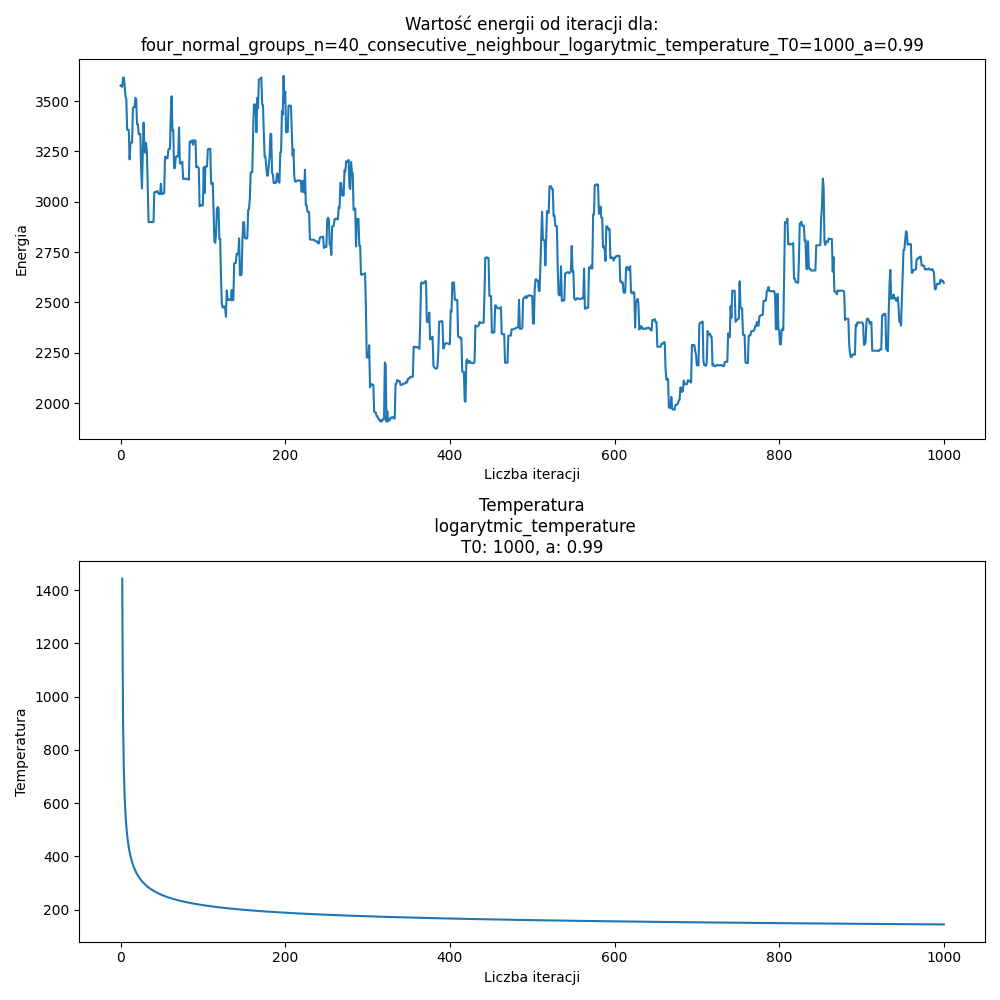 Wartość energii od iteracji dla:
four_normal_groups_n=40_consecutive_neighbour_logarytmic_temperature_T0=1000_a=0.99
3500
3250
3000
2750
2500
2250
2000
Energia
0 200 400 600 800 1000
Liczba iteracji
Temperatura
logarytmic_temperature
T0: 1000, a: 0.99
1400
1200
1000
800
600
400
200
Temperatura
0 200 400 600 800 1000
Liczba iteracji